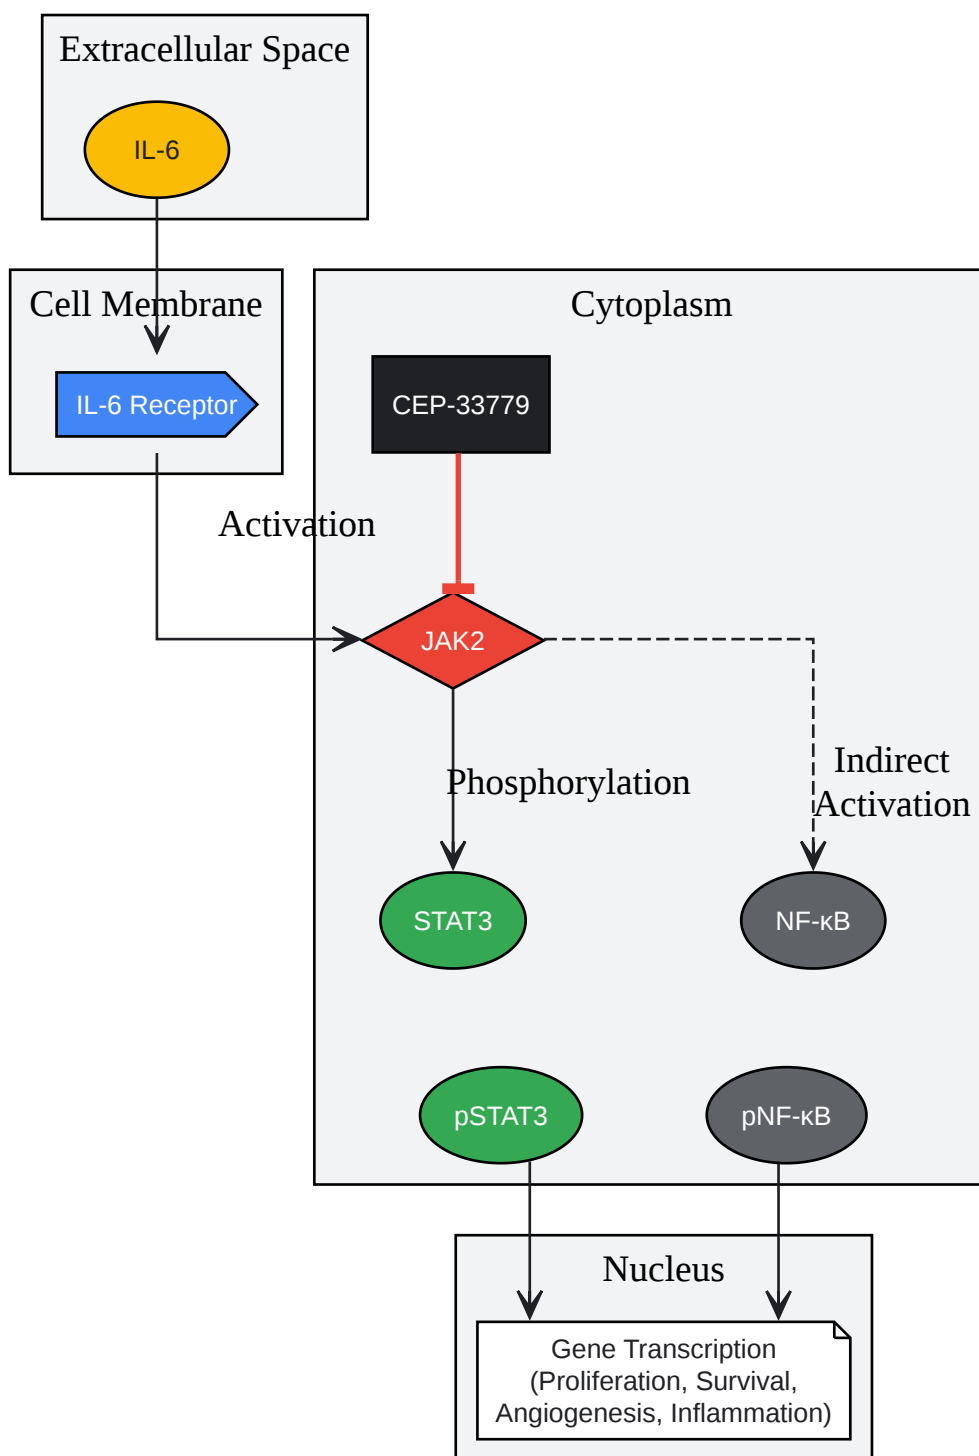 Extracellular Space
IL-6
Cell Membrane
IL-6 Receptor
Cytoplasm
CEP-33779
Activation
JAK2
Phosphorylation
Indirect
Activation
STAT3
NF-κB
pSTAT3
pNF-κB
Nucleus
Gene Transcription
(Proliferation, Survival,
Angiogenesis, Inflammation)